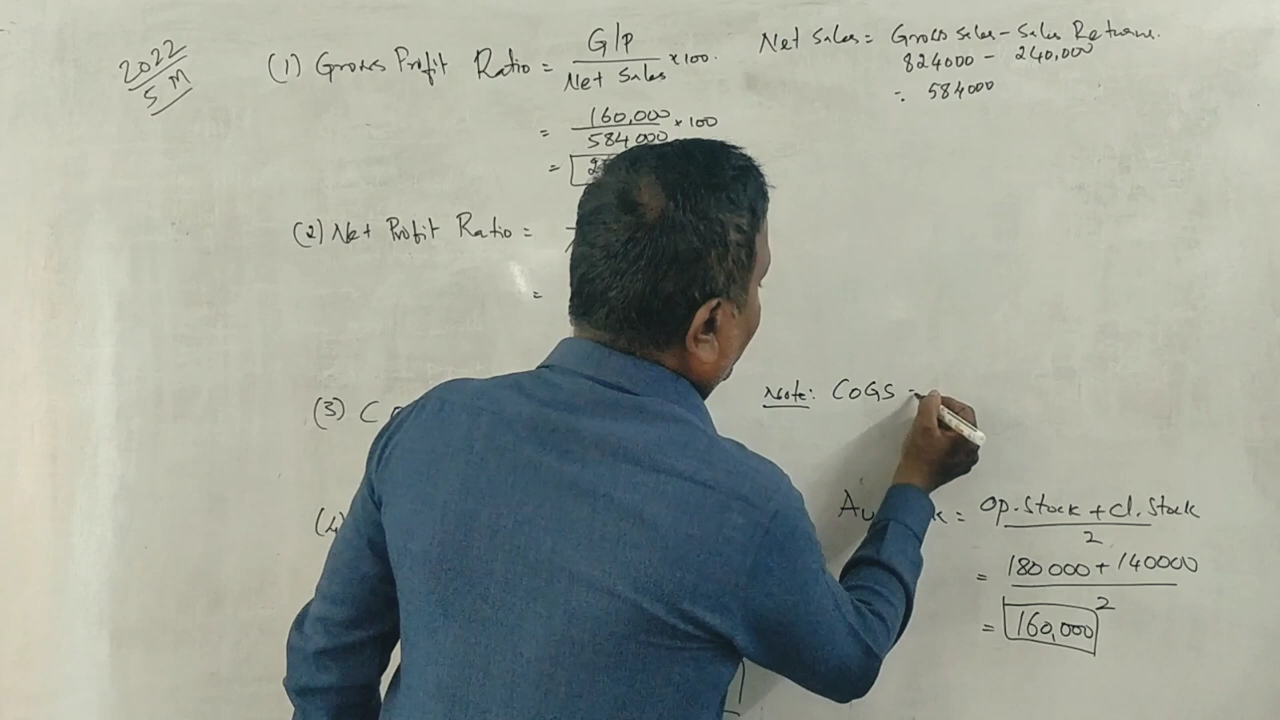 2022
5 M
(1) Gross Profit Ratio = G/P / Net Sales × 100.
= 160,000 / 584000 × 100
= 2
Net Sales = Gross Sales - Sales Returns.
824000 - 240,000
= 584000
(2) Net Profit Ratio =
=
Note: COGS =
(3) C
(4)
Av k = Op. Stock + Cl. Stock / 2
= 180000 + 140000 / 2
= 160,000